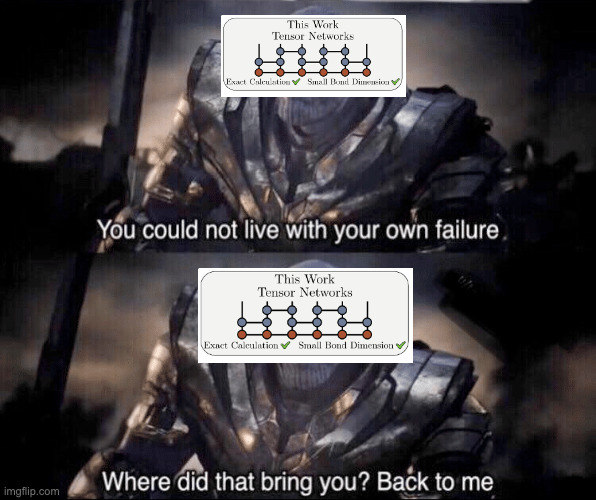 This Work
Tensor Networks
Exact Calculation ✓ Small Bond Dimension ✓
You could not live with your own failure
This Work
Tensor Networks
Exact Calculation ✓ Small Bond Dimension ✓
Where did that bring you? Back to me
imgflip.com